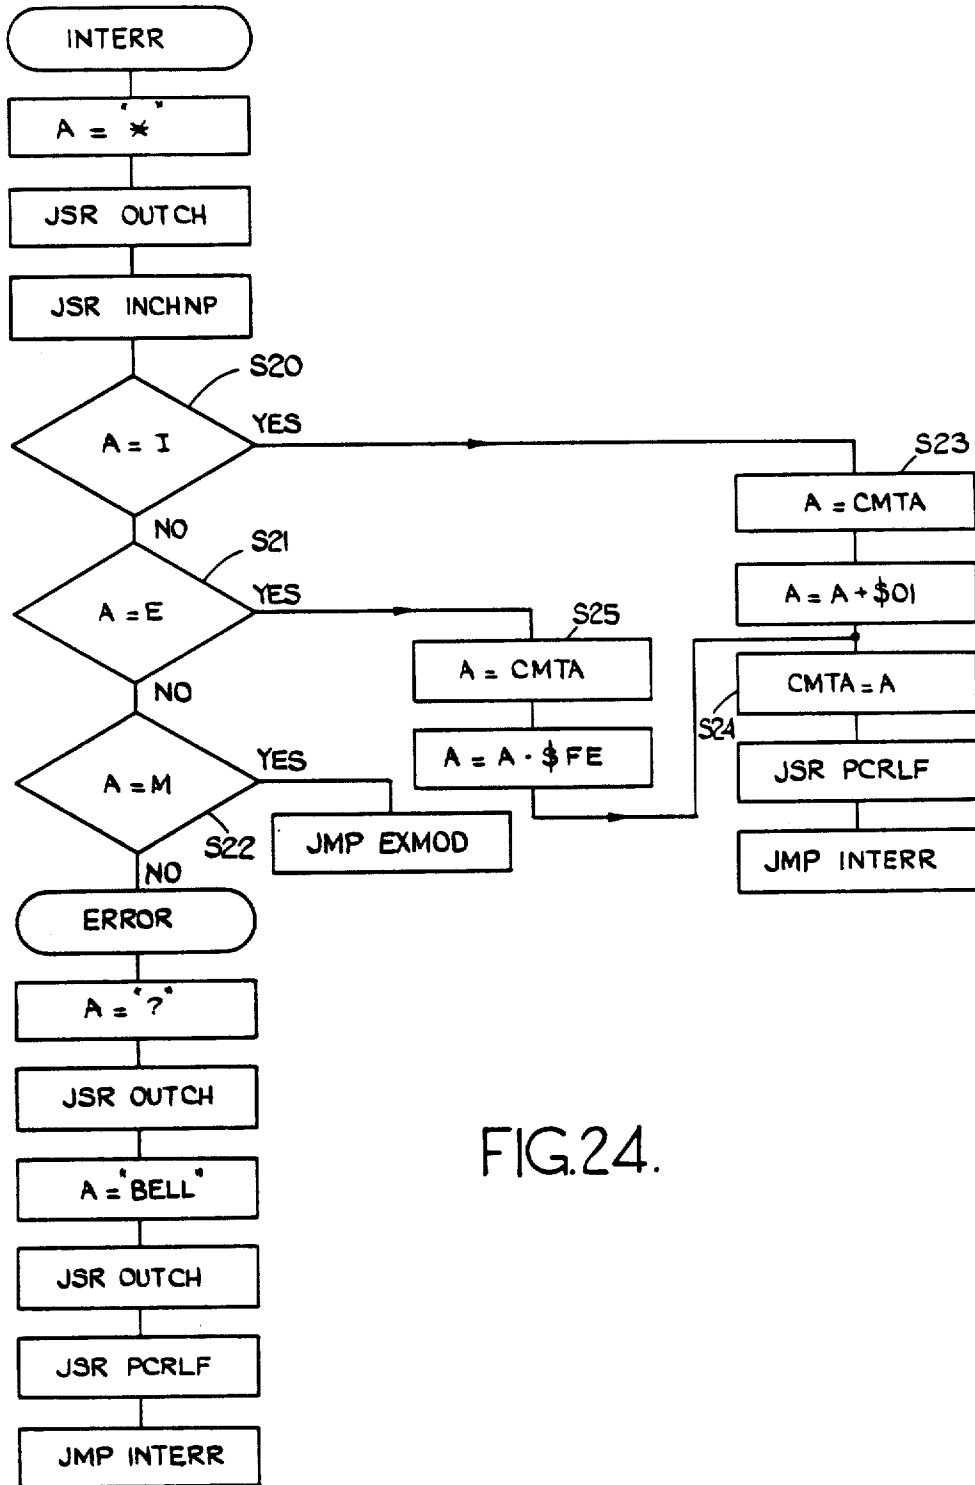 INTERR
A = "*"
JSR OUTCH
JSR INCHNP
S20
A = I
YES
NO
S23
A = CMTA
A = A + $01
S21
A = E
YES
NO
S25
A = CMTA
A = A · $FE
S24
CMTA = A
JSR PCRLF
JMP INTERR
A = M
YES
S22
NO
JMP EXMOD
ERROR
A = "?"
JSR OUTCH
A = "BELL"
JSR OUTCH
JSR PCRLF
JMP INTERR
FIG.24.